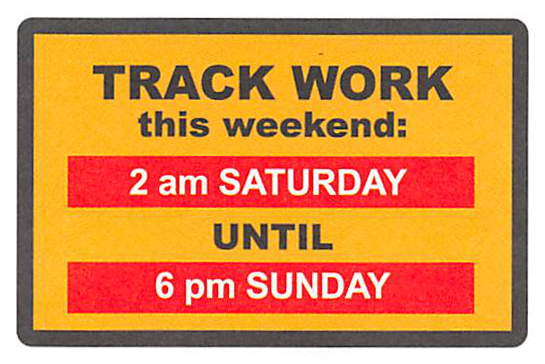 TRACK WORK
this weekend:
2 am SATURDAY
UNTIL
6 pm SUNDAY